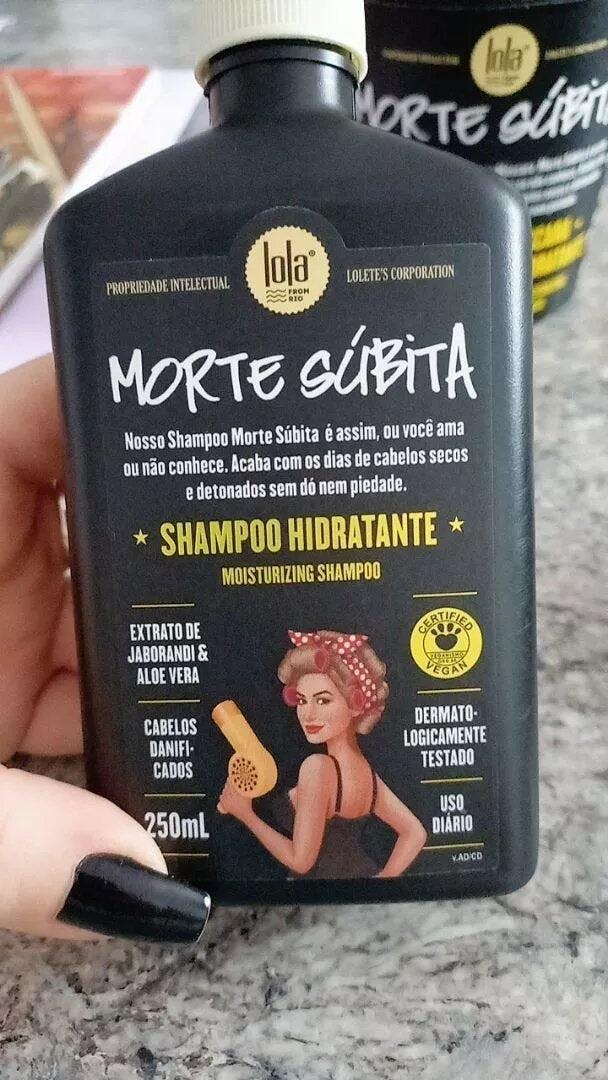 lola®
FROM
RIO
PROPRIEDADE INTELECTUAL
LOLETE'S CORPORATION
MORTE SÚBITA
Nosso Shampoo Morte Súbita é assim, ou você ama
ou não conhece. Acaba com os dias de cabelos secos
e detonados sem dó nem piedade.
SHAMPOO HIDRATANTE
MOISTURIZING SHAMPOO
EXTRATO DE
JABORANDI &
ALOE VERA
CABELOS
DANIFI-
CADOS
250mL
CERTIFIED
VEGAN
DERMATO-
LOGICAMENTE
TESTADO
USO
DIÁRIO
V.AD/CD
lola
MORTE SÚBITA